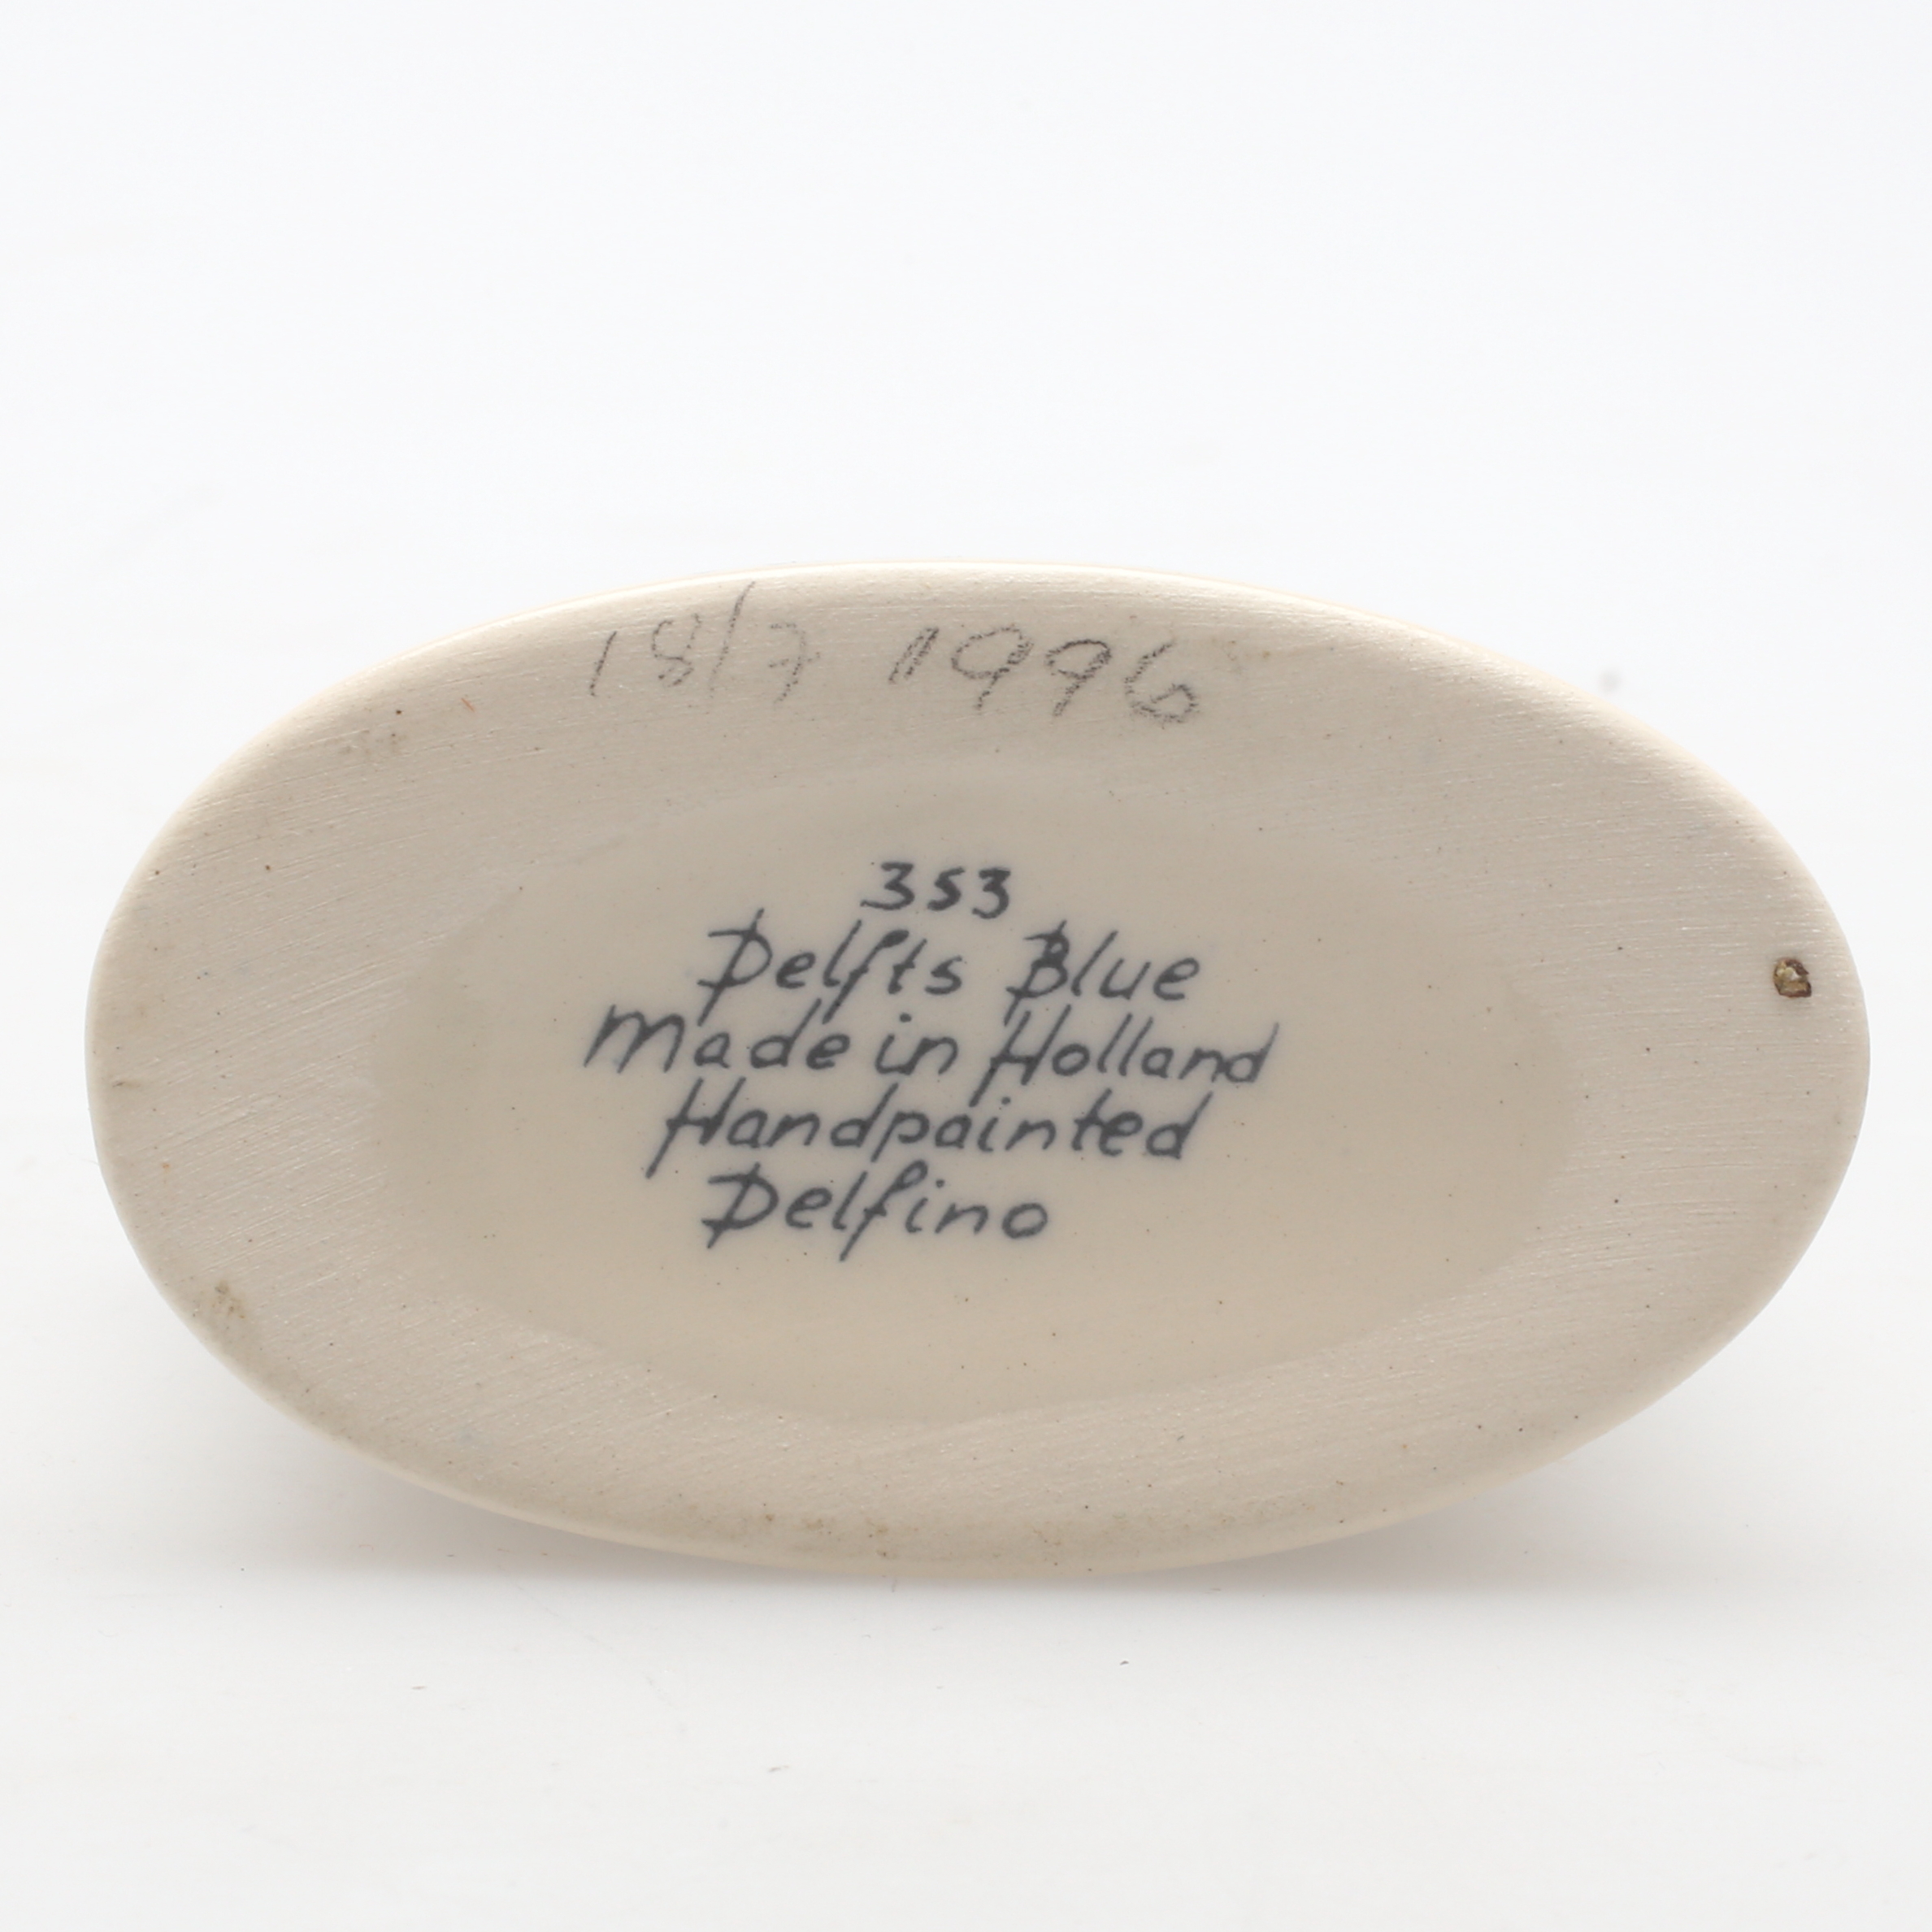 18/7 1996
353
Delfts Blue
Made in Holland
Handpainted
Delfino